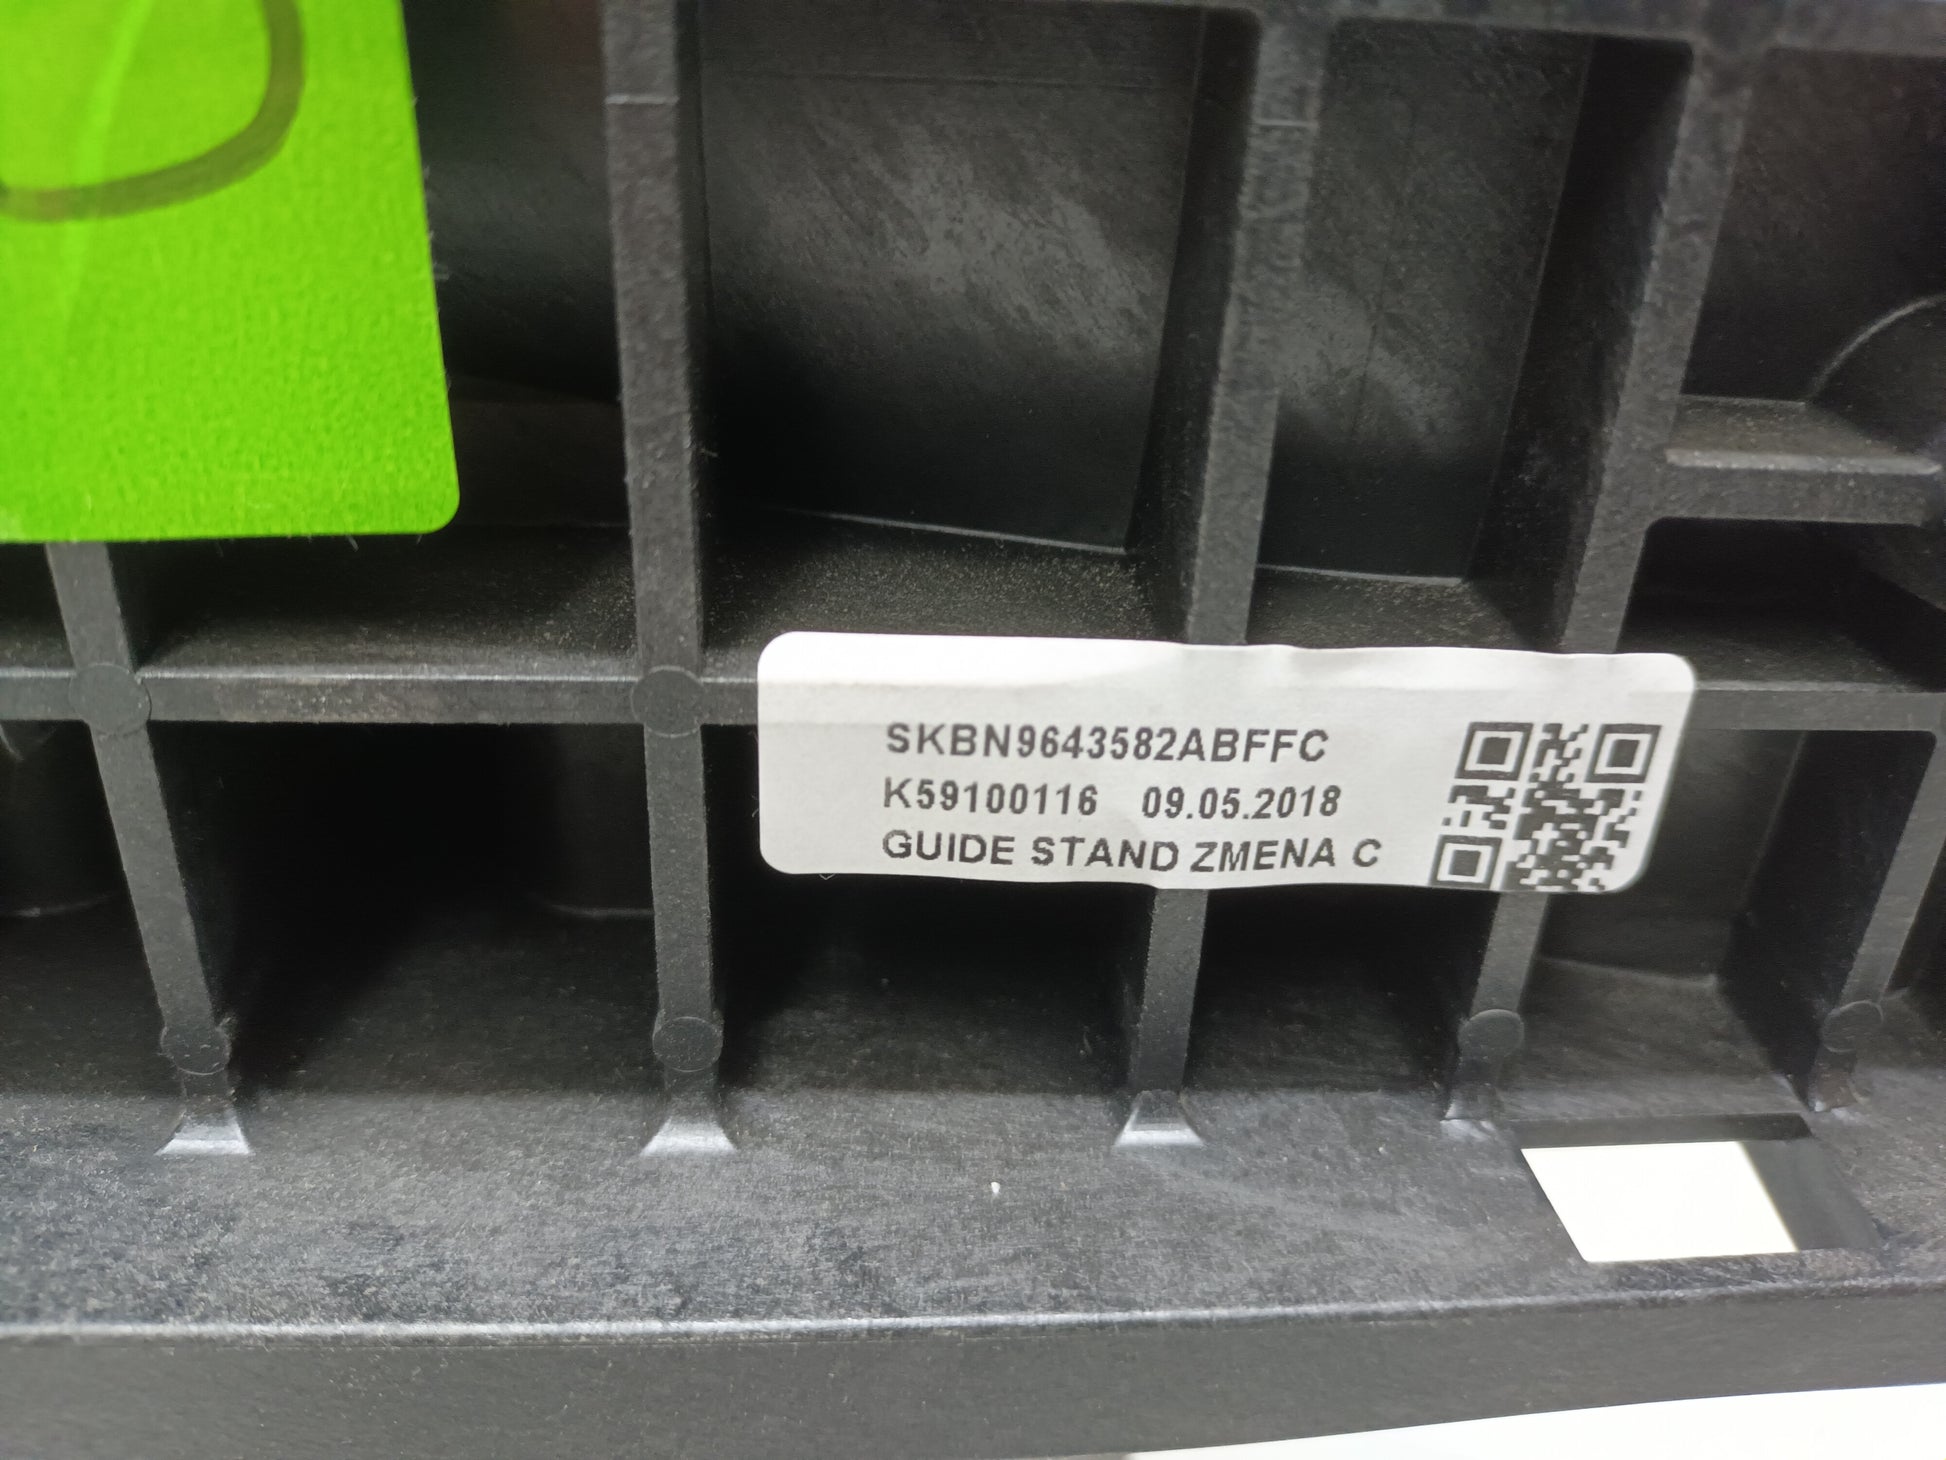 SKBN9643582ABFFC
K59100116 09.05.2018
GUIDE STAND ZMENA C